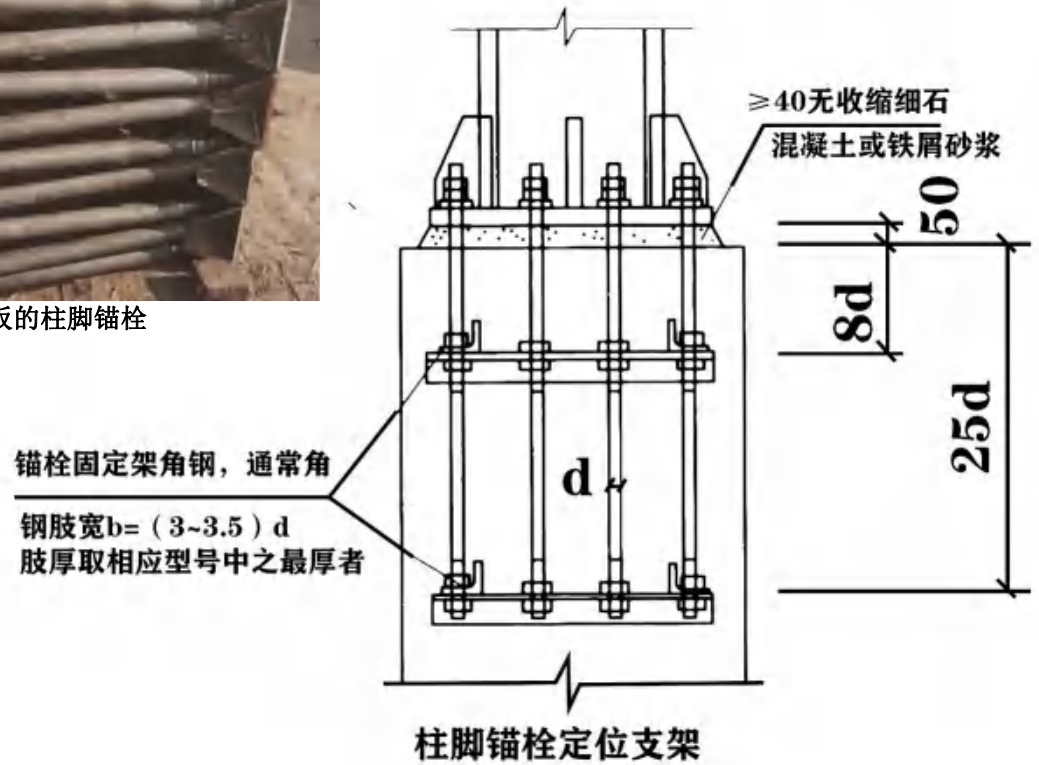 ≥40无收缩细石
混凝土或铁屑砂浆
50
8d
25d
板的柱脚锚栓
锚栓固定架角钢，通常角
钢肢宽b=（3~3.5）d
肢厚取相应型号中之最厚者
d
柱脚锚栓定位支架